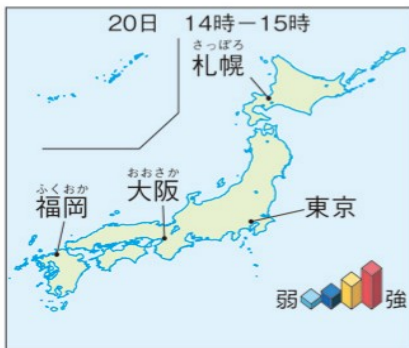 20日 14時－15時
さっぽろ
札幌
おおさか
大阪
ふくおか
福岡
東京
弱 強